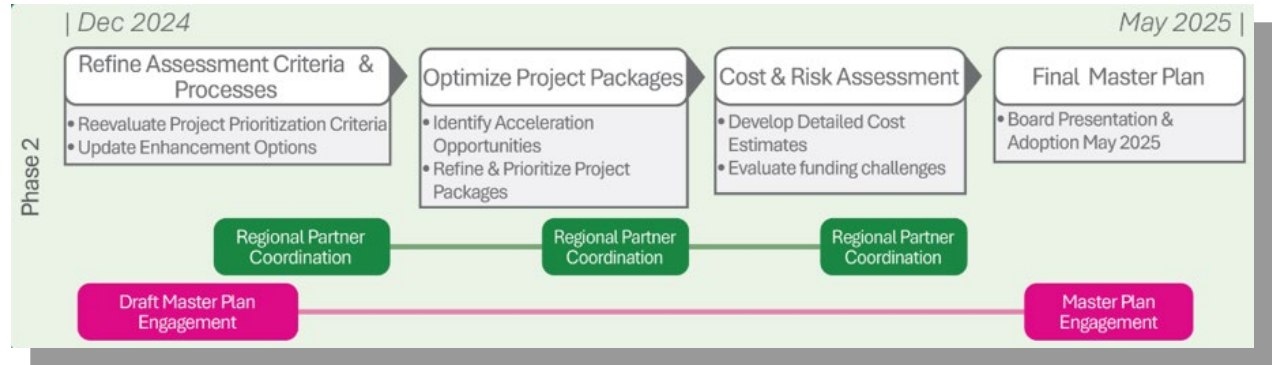 | Dec 2024
May 2025 |
Phase 2
Refine Assessment Criteria &
Processes
• Reevaluate Project Prioritization Criteria
• Update Enhancement Options
Optimize Project Packages
• Identify Acceleration
Opportunities
• Refine & Prioritize Project
Packages
Cost & Risk Assessment
• Develop Detailed Cost
Estimates
• Evaluate funding challenges
Final Master Plan
• Board Presentation &
Adoption May 2025
Regional Partner
Coordination
Regional Partner
Coordination
Regional Partner
Coordination
Draft Master Plan
Engagement
Master Plan
Engagement